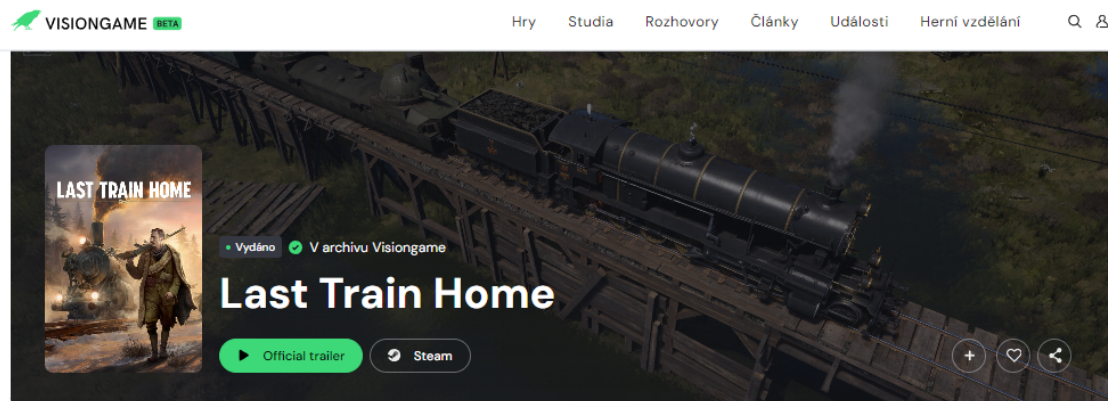 VISIONGAME BETA
Hry Studia Rozhovory Články Události Herní vzdělání
LAST TRAIN HOME
Vydáno V archivu Visiongame
Last Train Home
Official trailer Steam